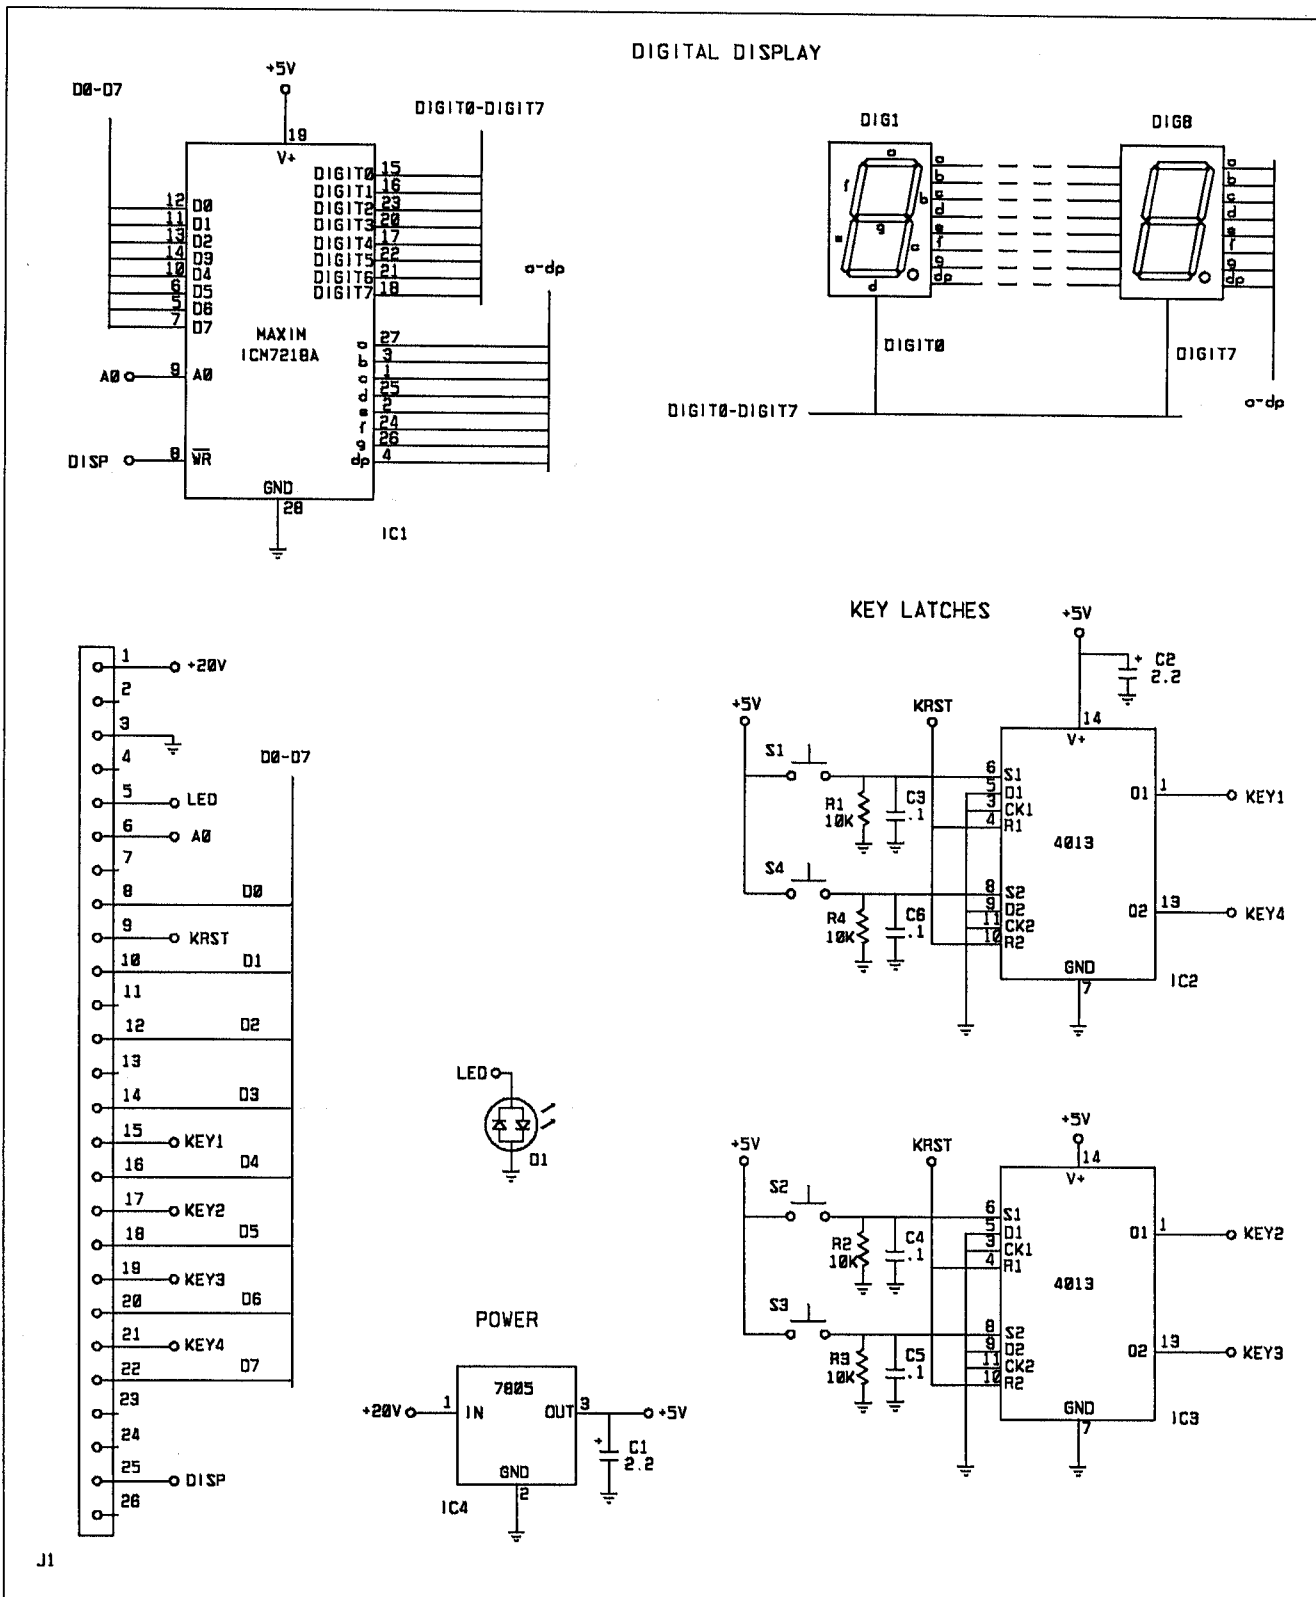 DIGITAL DISPLAY
D0-D7
+5V
19
V+
DIGIT0-DIGIT7
DIGIT0 15
DIGIT1 16
DIGIT2 23
DIGIT3 20
DIGIT4 17
DIGIT5 22
DIGIT6 21
DIGIT7 18
12 D0
11 D1
13 D2
14 D3
10 D4
6 D5
5 D6
7 D7
MAXIM
ICM7218A
a-dp
a 27
b 3
c 1
d 25
e 2
f 24
g 26
dp 4
A0 9 A0
DISP 8 WR
GND
28
IC1
DIG1
a
f
b
g
e
c
d
a
b
c
d
e
f
g
dp
DIG8
a
b
c
d
e
f
g
dp
DIGIT0
DIGIT7
DIGIT0-DIGIT7
a-dp
1 +20V
2
3
4
5 LED
6 A0
7
8 D0
9 KRST
10 D1
11
12 D2
13
14 D3
15 KEY1
16 D4
17 KEY2
18 D5
19 KEY3
20 D6
21 KEY4
22 D7
23
24
25 DISP
26
D0-D7
J1
LED
D1
POWER
7805
+20V 1 IN OUT 3 +5V
GND
2
IC4
+ C1
2.2
KEY LATCHES
+5V
+ C2
2.2
14
V+
+5V
KRST
S1
R1
10K
C3
.1
6 S1
5 D1
3 CK1
4 R1
O1 1 KEY1
4013
S4
R4
10K
C6
.1
8 S2
9 D2
11 CK2
10 R2
O2 13 KEY4
GND
7
IC2
+5V
14
V+
+5V
KRST
S2
R2
10K
C4
.1
6 S1
5 D1
3 CK1
4 R1
O1 1 KEY2
4013
S3
R3
10K
C5
.1
8 S2
9 D2
11 CK2
10 R2
O2 13 KEY3
GND
7
IC3